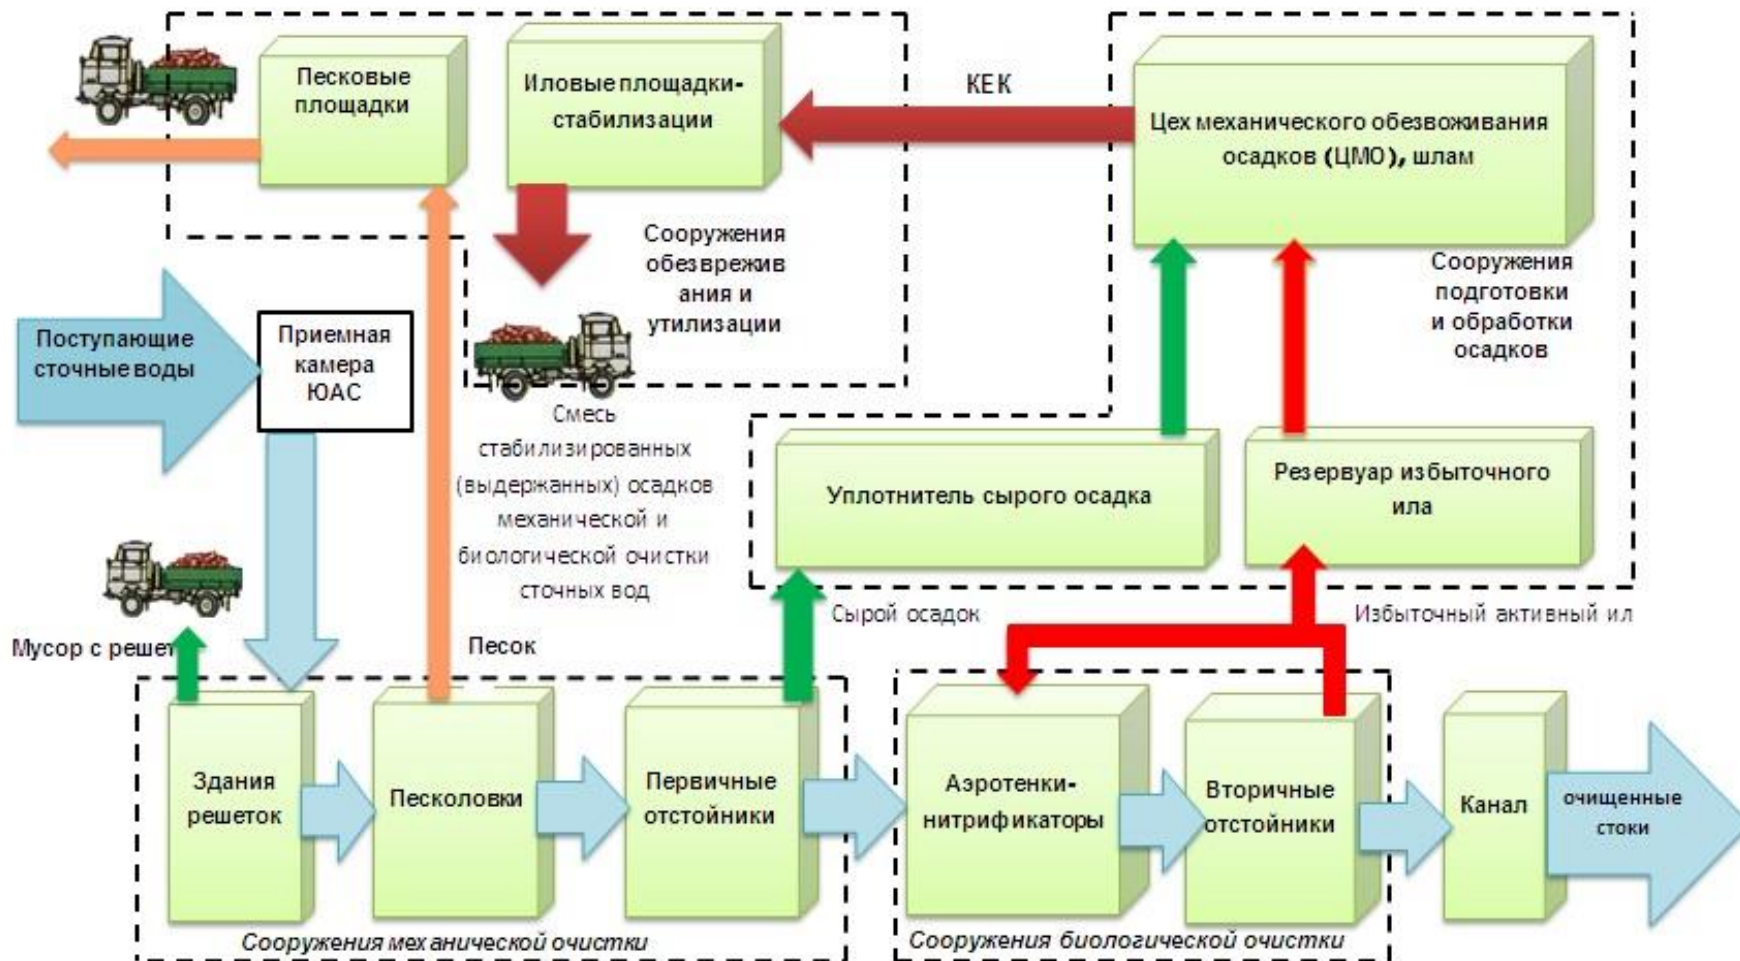 Песковые
площадки
Иловые площадки-
стабилизации
КЕК
Цех механического обезвоживания
осадков (ЦМО), шлам
Сооружения
обезврежив
ания и
утилизации
Сооружения
подготовки
и обработки
осадков
Поступающие
сточные воды
Приемная
камера
ЮАС
Смесь
стабилизированных
(выдержанных) осадков
механической и
биологической очистки
сточных вод
Уплотнитель сырого осадка
Резервуар избыточного
ила
Сырой осадок
Избыточный активный ил
Мусор с решет
Песок
Здания
решеток
Песколовки
Первичные
отстойники
Аэротенки-
нитрификаторы
Вторичные
отстойники
Канал
очищенные
стоки
Сооружения механической очистки
Сооружения биологической очистки